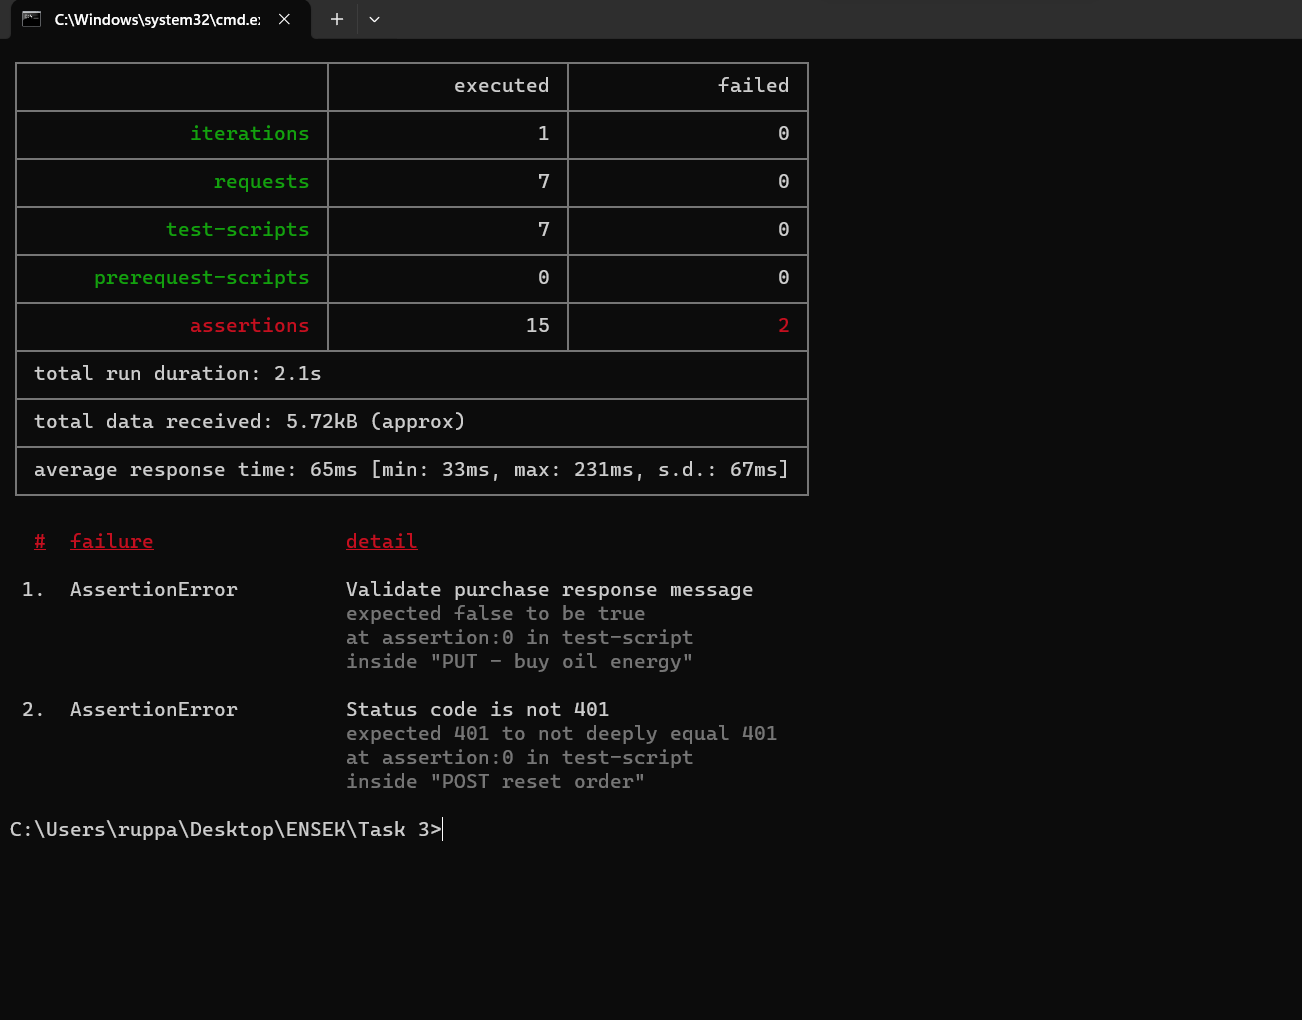 C:\Windows\system32\cmd.e
executed failed
iterations 1 0
requests 7 0
test-scripts 7 0
prerequest-scripts 0 0
assertions 15 2
total run duration: 2.1s
total data received: 5.72kB (approx)
average response time: 65ms [min: 33ms, max: 231ms, s.d.: 67ms]
# failure detail
1. AssertionError Validate purchase response message
expected false to be true
at assertion:0 in test-script
inside "PUT - buy oil energy"
2. AssertionError Status code is not 401
expected 401 to not deeply equal 401
at assertion:0 in test-script
inside "POST reset order"
C:\Users\ruppa\Desktop\ENSEK\Task 3>